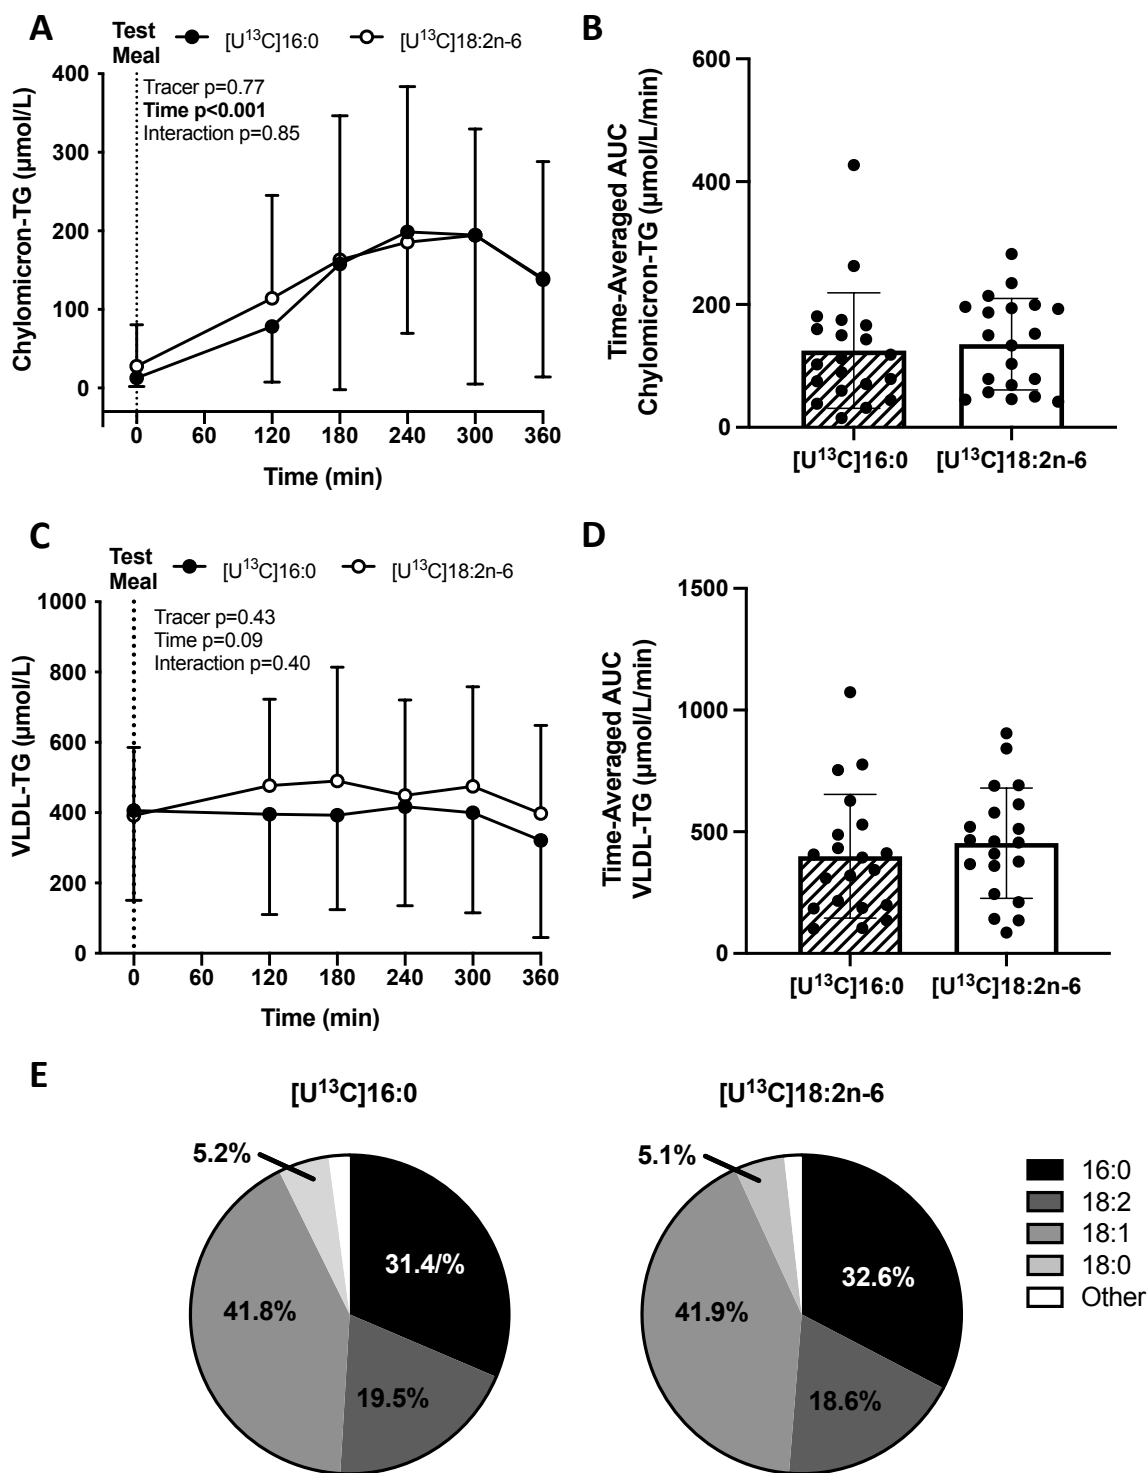 A
Test
Meal
[U¹³C]16:0
[U¹³C]18:2n-6
Tracer p=0.77
Time p<0.001
Interaction p=0.85
Chylomicron-TG (µmol/L)
400
300
200
100
0
0 60 120 180 240 300 360
Time (min)
B
Time-Averaged AUC
Chylomicron-TG (µmol/L/min)
600
400
200
0
[U¹³C]16:0 [U¹³C]18:2n-6
C
Test
Meal
[U¹³C]16:0
[U¹³C]18:2n-6
Tracer p=0.43
Time p=0.09
Interaction p=0.40
VLDL-TG (µmol/L)
1000
800
600
400
200
0
0 60 120 180 240 300 360
Time (min)
D
Time-Averaged AUC
VLDL-TG (µmol/L/min)
1500
1000
500
0
[U¹³C]16:0 [U¹³C]18:2n-6
E
[U¹³C]16:0
5.2%
31.4/%
41.8%
19.5%
[U¹³C]18:2n-6
5.1%
32.6%
41.9%
18.6%
16:0
18:2
18:1
18:0
Other